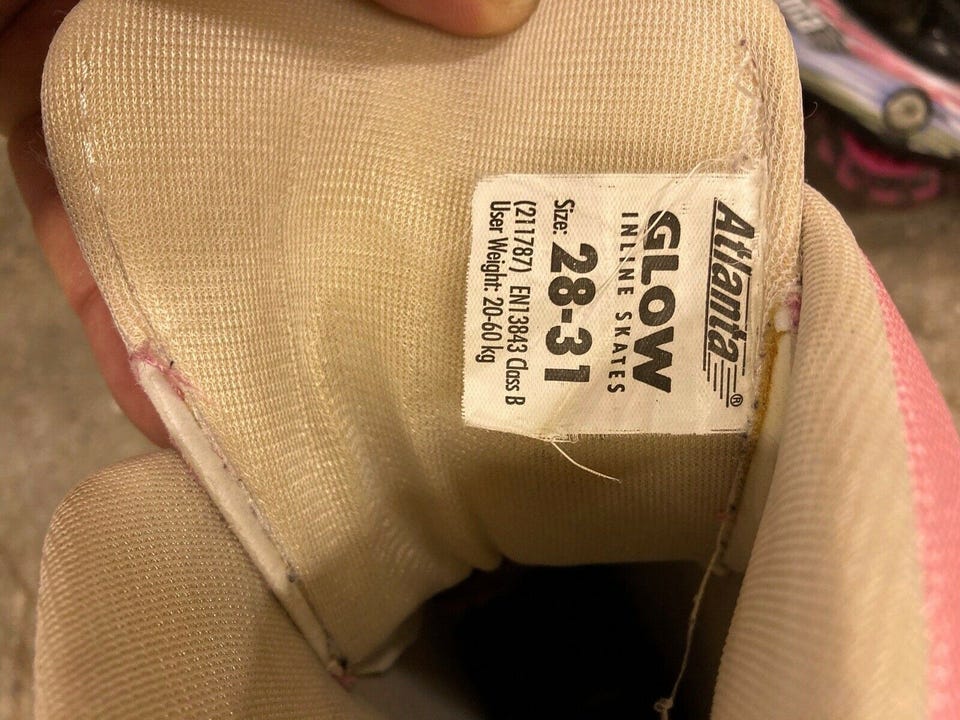 Atlanta®
GLOW
INLINE SKATES
Size: 28-31
(211787) EN13843 Class B
User Weight: 20-60 kg